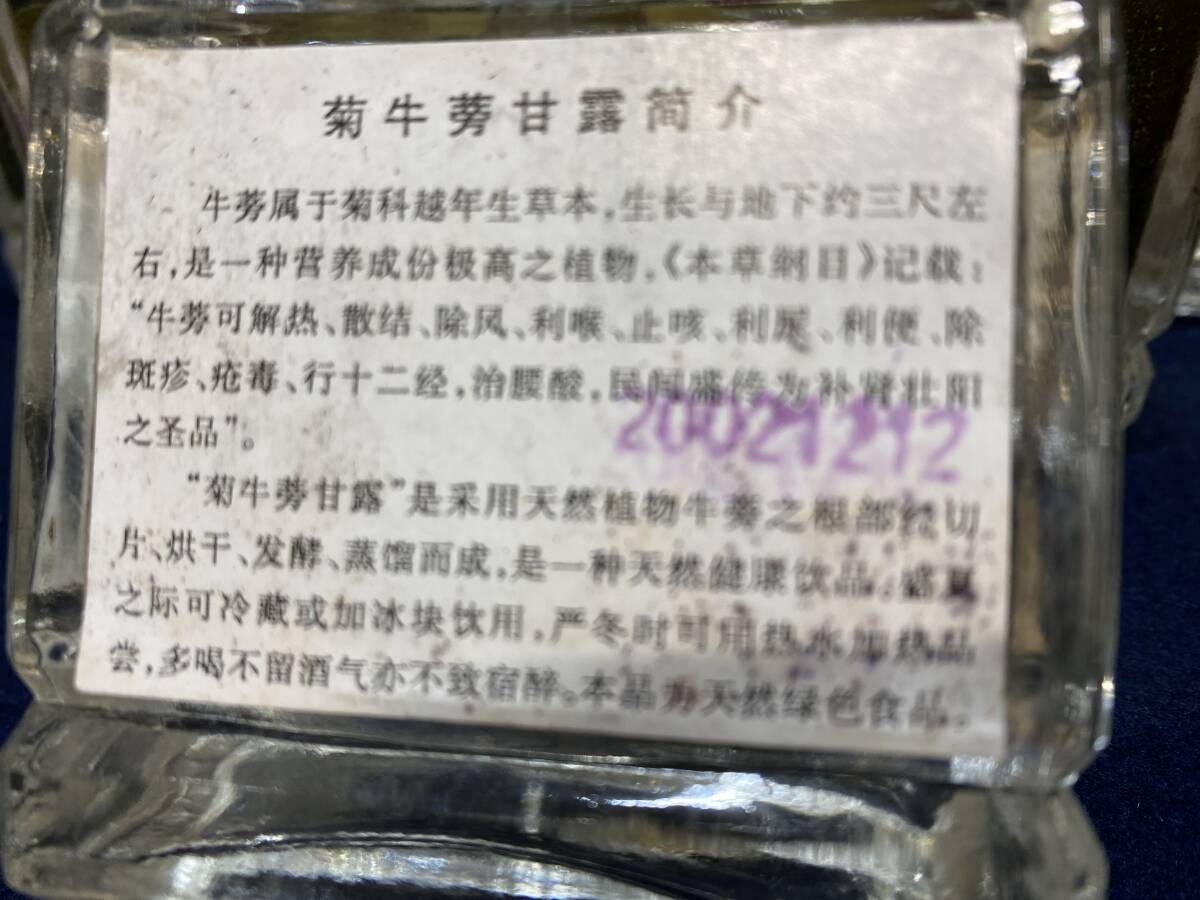 菊牛蒡甘露简介
牛蒡属于菊科越年生草本,生长与地下约三尺左
右,是一种营养成份极高之植物,《本草纲目》记载:
“牛蒡可解热、散结、除风、利喉、止咳、利尿、利便、除
斑疹、疮毒、行十二经,治腰酸,民间盛传为补肾壮阳
之圣品”。
20021212
“菊牛蒡甘露”是采用天然植物牛蒡之根部经切
片、烘干、发酵、蒸馏而成,是一种天然健康饮品,盛夏
之际可冷藏或加冰块饮用,严冬时可用热水加热品
尝,多喝不留酒气亦不致宿醉。本品为天然绿色食品。